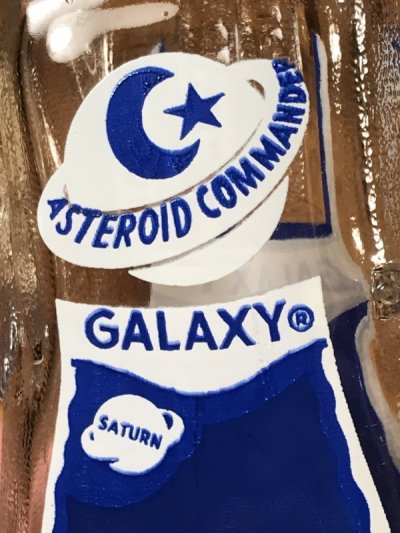 ASTEROID COMMANDER
GALAXY®
SATURN